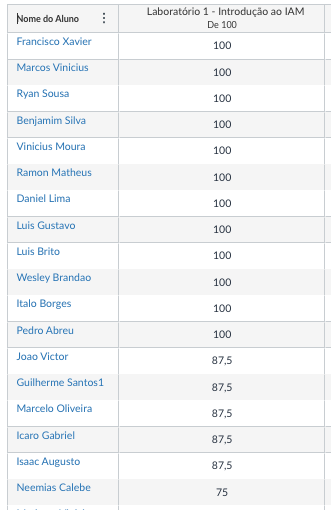 Nome do Aluno
Laboratório 1 - Introdução ao IAM
De 100
Francisco Xavier 100
Marcos Vinicius 100
Ryan Sousa 100
Benjamim Silva 100
Vinicius Moura 100
Ramon Matheus 100
Daniel Lima 100
Luis Gustavo 100
Luis Brito 100
Wesley Brandao 100
Italo Borges 100
Pedro Abreu 100
Joao Victor 87,5
Guilherme Santos1 87,5
Marcelo Oliveira 87,5
Icaro Gabriel 87,5
Isaac Augusto 87,5
Neemias Calebe 75